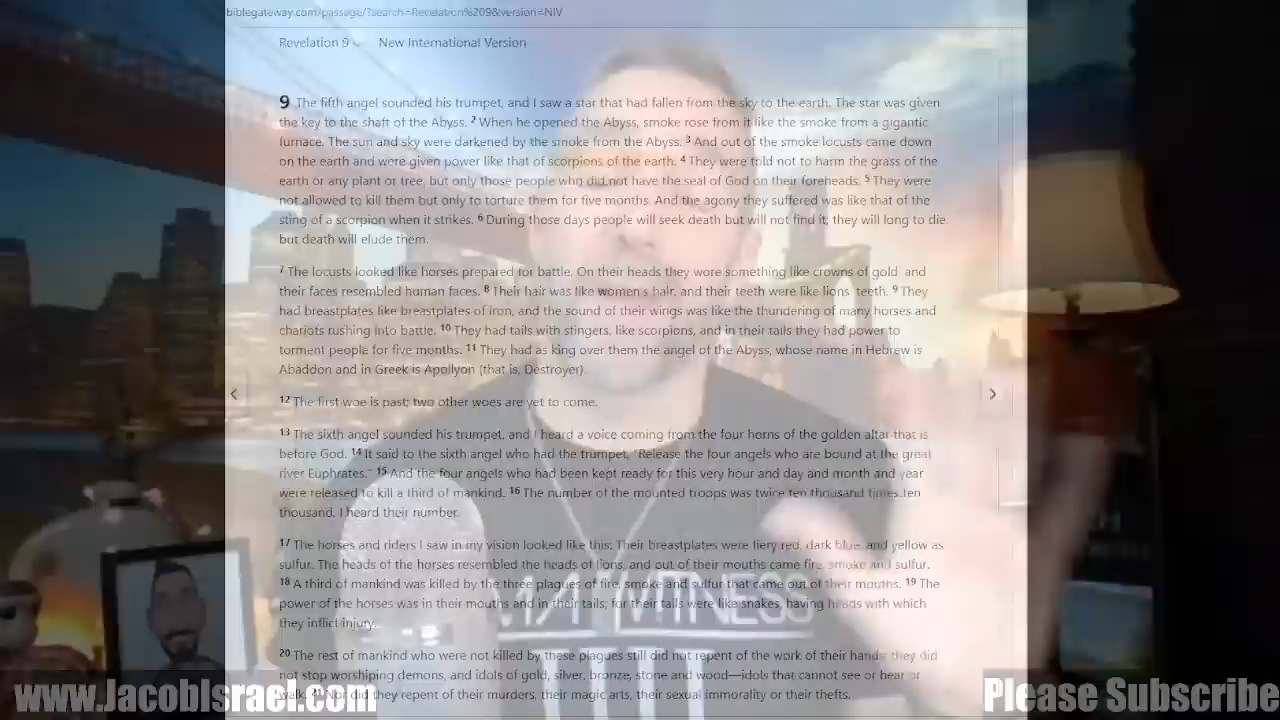 biblegateway.com/passage/?search=Revelation%209&version=NIV
Revelation 9 New International Version
9 The fifth angel sounded his trumpet, and I saw a star that had fallen from the sky to the earth. The star was given
the key to the shaft of the Abyss. 2 When he opened the Abyss, smoke rose from it like the smoke from a gigantic
furnace. The sun and sky were darkened by the smoke from the Abyss. 3 And out of the smoke locusts came down
on the earth and were given power like that of scorpions of the earth. 4 They were told not to harm the grass of the
earth or any plant or tree, but only those people who did not have the seal of God on their foreheads. 5 They were
not allowed to kill them but only to torture them for five months. And the agony they suffered was like that of the
sting of a scorpion when it strikes. 6 During those days people will seek death but will not find it; they will long to die,
but death will elude them.
7 The locusts looked like horses prepared for battle. On their heads they wore something like crowns of gold, and
their faces resembled human faces. 8 Their hair was like women's hair, and their teeth were like lions' teeth. 9 They
had breastplates like breastplates of iron, and the sound of their wings was like the thundering of many horses and
chariots rushing into battle. 10 They had tails with stingers, like scorpions, and in their tails they had power to
torment people for five months. 11 They had as king over them the angel of the Abyss, whose name in Hebrew is
Abaddon and in Greek is Apollyon (that is, Destroyer).
12 The first woe is past; two other woes are yet to come.
13 The sixth angel sounded his trumpet, and I heard a voice coming from the four horns of the golden altar that is
before God. 14 It said to the sixth angel who had the trumpet, "Release the four angels who are bound at the great
river Euphrates." 15 And the four angels who had been kept ready for this very hour and day and month and year
were released to kill a third of mankind. 16 The number of the mounted troops was twice ten thousand times ten
thousand. I heard their number.
17 The horses and riders I saw in my vision looked like this: Their breastplates were fiery red, dark blue, and yellow as
sulfur. The heads of the horses resembled the heads of lions, and out of their mouths came fire, smoke and sulfur.
18 A third of mankind was killed by the three plagues of fire, smoke and sulfur that came out of their mouths. 19 The
power of the horses was in their mouths and in their tails; for their tails were like snakes, having heads with which
they inflict injury.
20 The rest of mankind who were not killed by these plagues still did not repent of the work of their hands; they did
not stop worshiping demons, and idols of gold, silver, bronze, stone and wood—idols that cannot see or hear or
walk. 21 Nor did they repent of their murders, their magic arts, their sexual immorality or their thefts.
WITNESS
www.JacobIsrael.com
Please Subscribe